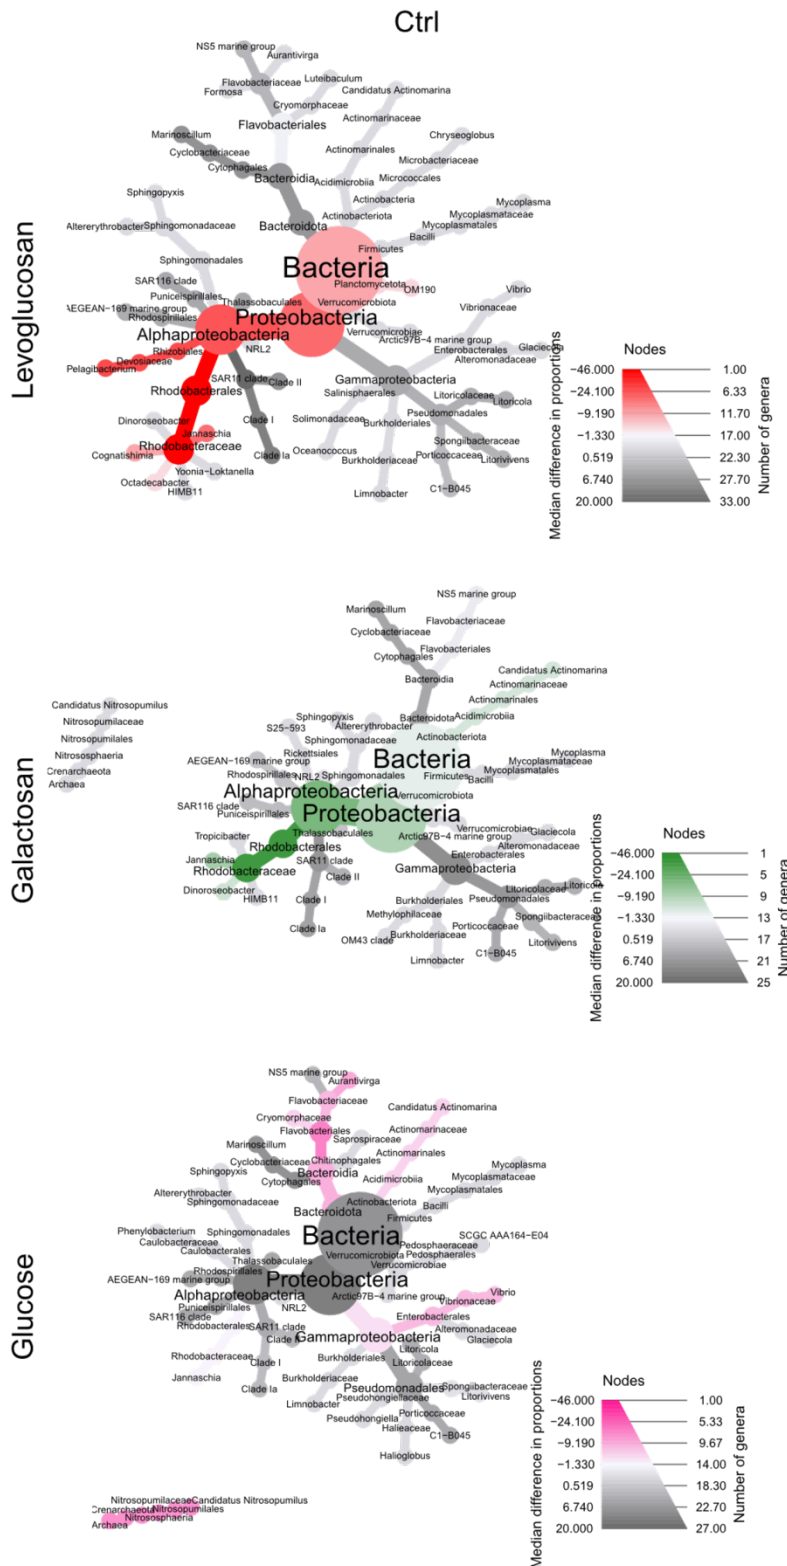 Ctrl
Levoglucosan
NS5 marine group
Aurantivirga
Flavobacteriaceae
Luteibaculum
Formosa
Candidatus Actinomarina
Cryomorphaceae
Actinomarinaceae
Flavobacteriales
Chryseoglobus
Marinoscillum
Actinomarinales
Cyclobacteriaceae
Microbacteriaceae
Cytophagales
Micrococcales
Bacteroidia
Acidimicrobiia
Sphingopyxis
Actinobacteria
Mycoplasma
Mycoplasmataceae
Actinobacteriota
Altererythrobacter
Sphingomonadaceae
Bacteroidota
Mycoplasmatales
Bacilli
Firmicutes
Sphingomonadales
Bacteria
SAR116 clade
Planctomycetota
OM190
Vibrio
Puniceispirillales
Thalassobaculales
Verrucomicrobiota
Vibrionaceae
AEGEAN−169 marine group
Rhodospirillales
Proteobacteria
Verrucomicrobiae
Alphaproteobacteria
Arctic97B−4 marine group
Glaciecola
Rhizobiales
NRL2
Enterobacterales
Devosiaceae
Alteromonadaceae
Pelagibacterium
SAR11 clade
Clade II
Gammaproteobacteria
Rhodobacterales
Salinisphaerales
Litoricolaceae
Litoricola
Dinoroseobacter
Jannaschia
Clade I
Solimonadaceae
Pseudomonadales
Burkholderiales
Rhodobacteraceae
Spongiibacteraceae
Cognatishimia
Clade Ia
Oceanococcus
Porticoccaceae
Litorivivens
Yoonia−Loktanella
Burkholderiaceae
Octadecabacter
HIMB11
Limnobacter
C1−B045
Nodes
Median difference in proportions
Number of genera
−46.000 1.00
−24.100 6.33
−9.190 11.70
−1.330 17.00
0.519 22.30
6.740 27.70
20.000 33.00
Galactosan
NS5 marine group
Marinoscillum
Flavobacteriaceae
Cyclobacteriaceae
Flavobacteriales
Cytophagales
Candidatus Actinomarina
Bacteroidia
Actinomarinaceae
Actinomarinales
Candidatus Nitrosopumilus
Sphingopyxis
Bacteroidota
Acidimicrobiia
Nitrosopumilaceae
Altererythrobacter
S25−593
Actinobacteriota
Nitrosopumilales
Sphingomonadaceae
Mycoplasma
Nitrososphaeria
Rickettsiales
Bacteria
Mycoplasmataceae
AEGEAN−169 marine group
Mycoplasmatales
Crenarchaeota
Rhodospirillales
NRL2
Sphingomonadales
Firmicutes
Bacilli
Archaea
Alphaproteobacteria
Verrucomicrobiota
SAR116 clade
Puniceispirillales
Proteobacteria
Tropicibacter
Thalassobaculales
Arctic97B−4 marine group
Verrucomicrobiae
Glaciecola
Rhodobacterales
Alteromonadaceae
Jannaschia
SAR11 clade
Enterobacterales
Rhodobacteraceae
Clade II
Gammaproteobacteria
Dinoroseobacter
HIMB11
Clade I
Burkholderiales
Litoricolaceae
Litoricola
Pseudomonadales
Methylophilaceae
Clade Ia
Burkholderiaceae
Spongiibacteraceae
OM43 clade
Porticoccaceae
Limnobacter
C1−B045
Litorivivens
Nodes
Median difference in proportions
Number of genera
−46.000 1
−24.100 5
−9.190 9
−1.330 13
0.519 17
6.740 21
20.000 25
Glucose
NS5 marine group
Aurantivirga
Flavobacteriaceae
Candidatus Actinomarina
Cryomorphaceae
Flavobacteriales
Actinomarinaceae
Marinoscillum
Saprospiraceae
Actinomarinales
Cyclobacteriaceae
Chitinophagales
Mycoplasma
Sphingopyxis
Bacteroidia
Acidimicrobiia
Mycoplasmataceae
Cytophagales
Mycoplasmatales
Altererythrobacter
Actinobacteriota
Sphingomonadaceae
Bacteroidota
Bacilli
Firmicutes
Phenylobacterium
Sphingomonadales
Bacteria
SCGC AAA164−E04
Caulobacteraceae
Pedosphaeraceae
Caulobacterales
Verrucomicrobiota
Pedosphaerales
Thalassobaculales
Verrucomicrobiae
Rhodospirillales
AEGEAN−169 marine group
Proteobacteria
Vibrio
Alphaproteobacteria
Arctic97B−4 marine group
Vibrionaceae
Puniceispirillales
NRL2
Enterobacterales
SAR116 clade
Rhodobacterales
SAR11 clade
Gammaproteobacteria
Alteromonadaceae
Clade II
Litoricola
Glaciecola
Rhodobacteraceae
Clade I
Burkholderiales
Litoricolaceae
Jannaschia
Burkholderiaceae
Pseudomonadales
Spongiibacteraceae
Clade Ia
Pseudohongiellaceae
Litorivivens
Limnobacter
Porticoccaceae
Pseudohongiella
Halieaceae
C1−B045
Halioglobus
Nitrosopumilaceae
Candidatus Nitrosopumilus
Crenarchaeota
Nitrosopumilales
Nitrososphaeria
Archaea
Nodes
Median difference in proportions
Number of genera
−46.000 1.00
−24.100 5.33
−9.190 9.67
−1.330 14.00
0.519 18.30
6.740 22.70
20.000 27.00